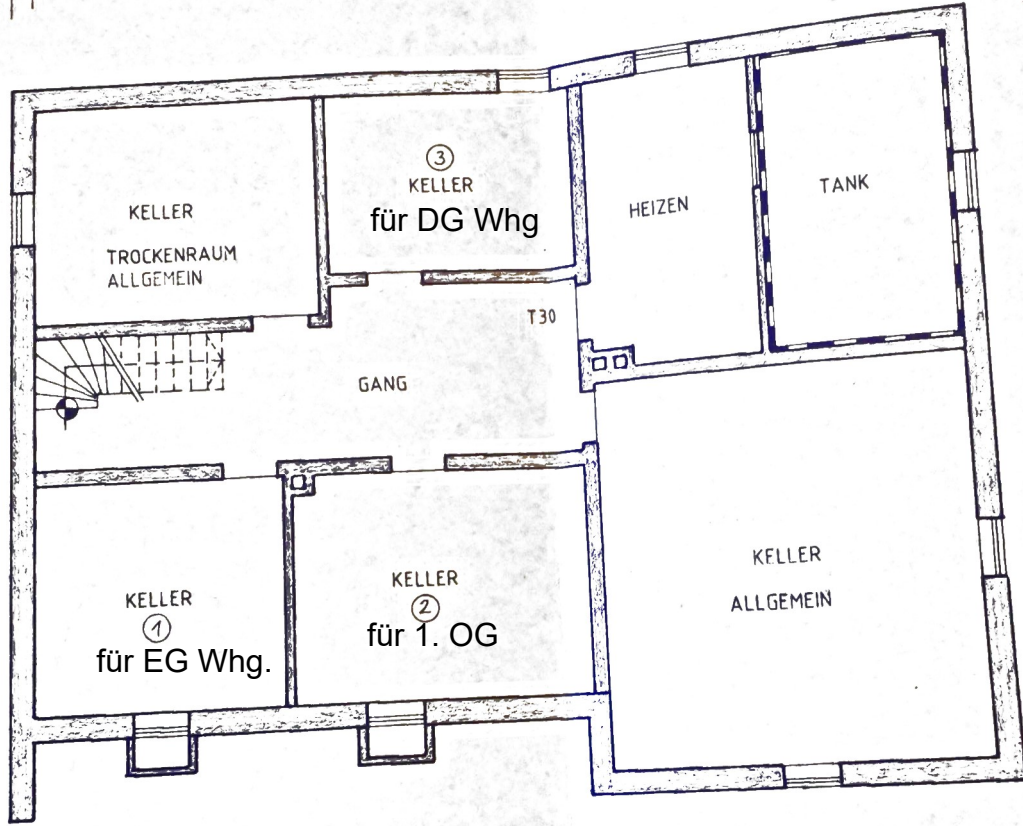 KELLER
TROCKENRAUM
ALLGEMEIN
3
KELLER
für DG Whg
HEIZEN
TANK
T30
GANG
KELLER
1
für EG Whg.
KELLER
2
für 1. OG
KELLER
ALLGEMEIN